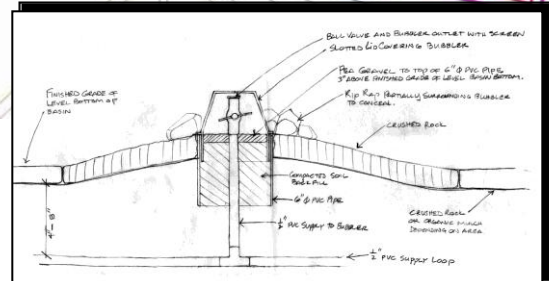 BALL VALVE AND BUBBLER OUTLET WITH SCREEN
SLOTTED LID COVERING BUBBLER
PEA GRAVEL TO TOP OF 6" Φ PVC PIPE
3" ABOVE FINISHED GRADE OF LEVEL BASIN BOTTOM.
RIP RAP PARTIALLY SURROUNDING BUBBLER
TO CONCEAL.
CRUSHED ROCK
FINISHED GRADE OF
LEVEL BOTTOM OF
BASIN
COMPACTED SOIL
BACKFILL
6" Φ PVC PIPE
1/2" PVC SUPPLY TO BUBBLER
CRUSHED ROCK
OR ORGANIC MULCH
DEPENDING ON AREA
1/2" PVC SUPPLY LOOP